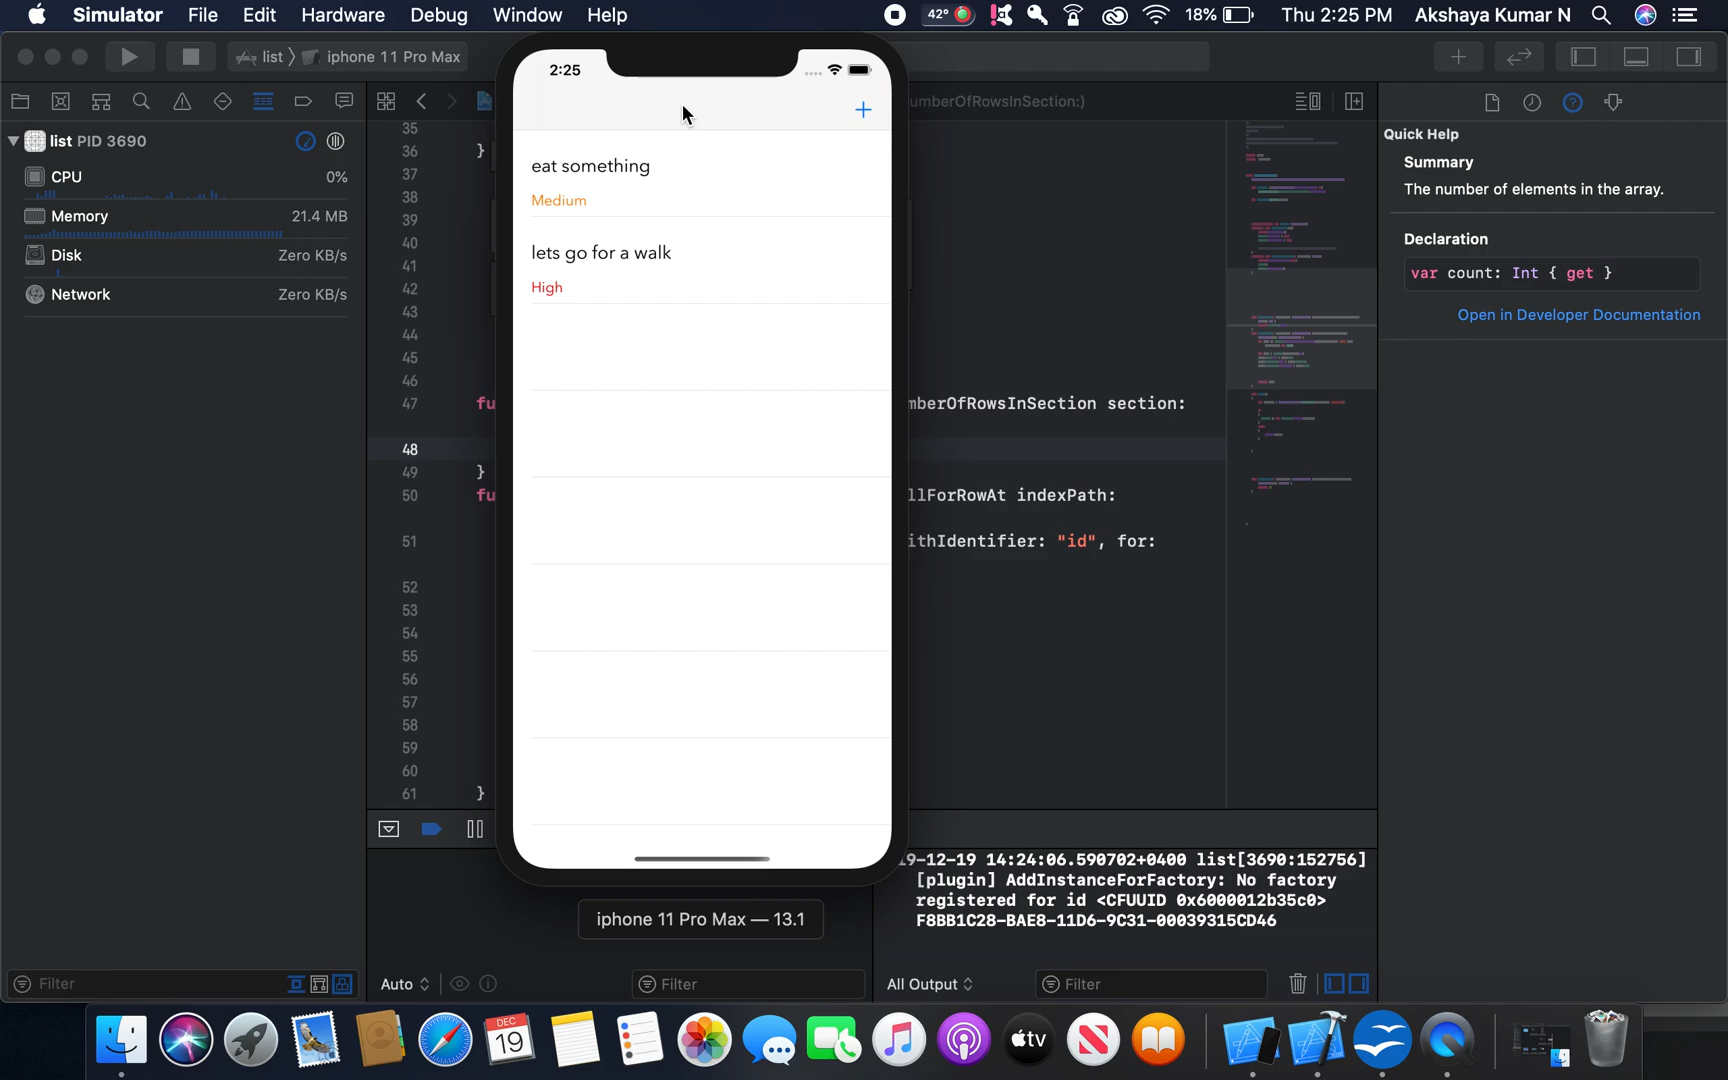 Simulator File Edit Hardware Debug Window Help 42° 18% Thu 2:25 PM Akshaya Kumar N
list iphone 11 Pro Max
umberOfRowsInSection:)
list PID 3690
CPU 0%
Memory 21.4 MB
Disk Zero KB/s
Network Zero KB/s
Filter
35
36 }
37
38
39
40
41
42
43
44
45
46
47 fu nberOfRowsInSection section:
48
49 }
50 fu llForRowAt indexPath:
51 ithIdentifier: "id", for:
52
53
54
55
56
57
58
59
60
61 }
2:25
+
eat something
Medium
lets go for a walk
High
iphone 11 Pro Max — 13.1
Quick Help
Summary
The number of elements in the array.
Declaration
var count: Int { get }
Open in Developer Documentation
19-12-19 14:24:06.590702+0400 list[3690:152756]
[plugin] AddInstanceForFactory: No factory
registered for id <CFUUID 0x6000012b35c0>
F8BB1C28-BAE8-11D6-9C31-00039315CD46
Auto Filter
All Output Filter
DEC
19
tv